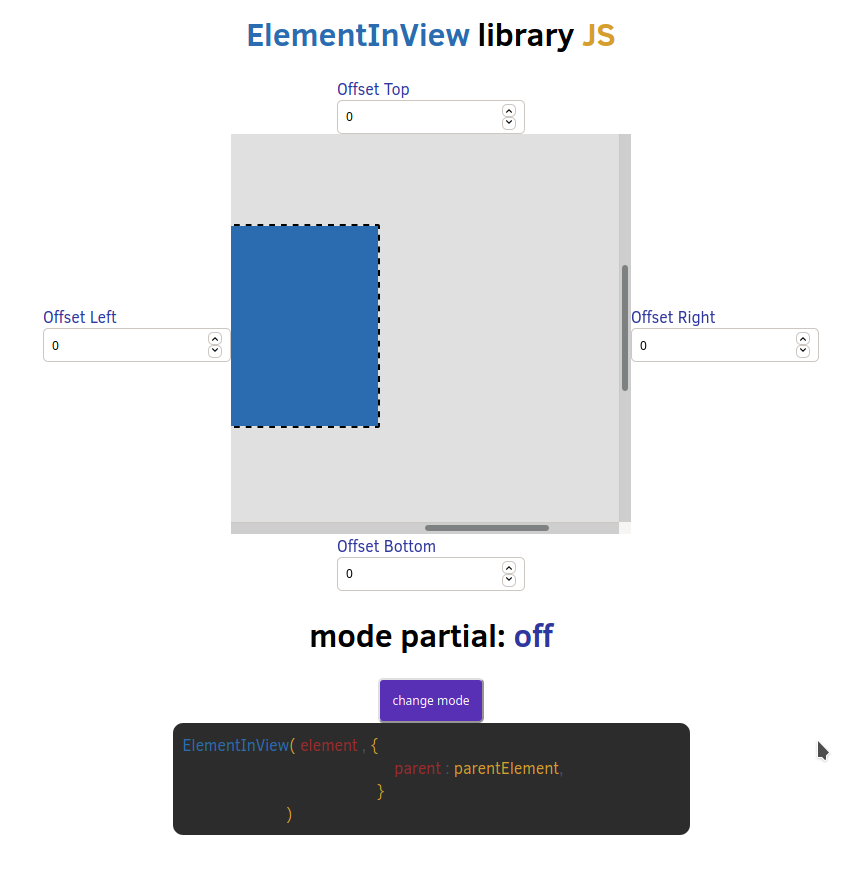 ElementInView library JS
Offset Top
0
Offset Left
0
Offset Right
0
Offset Bottom
0
mode partial: off
change mode
ElementInView( element , {
parent : parentElement,
}
)